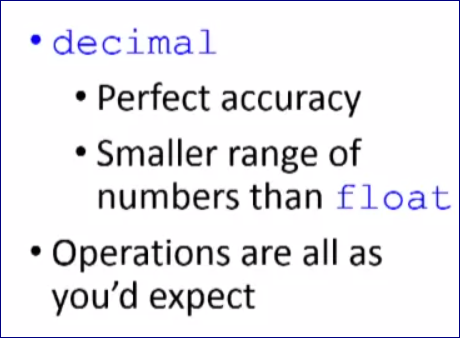 • decimal
• Perfect accuracy
• Smaller range of
numbers than float
• Operations are all as
you'd expect